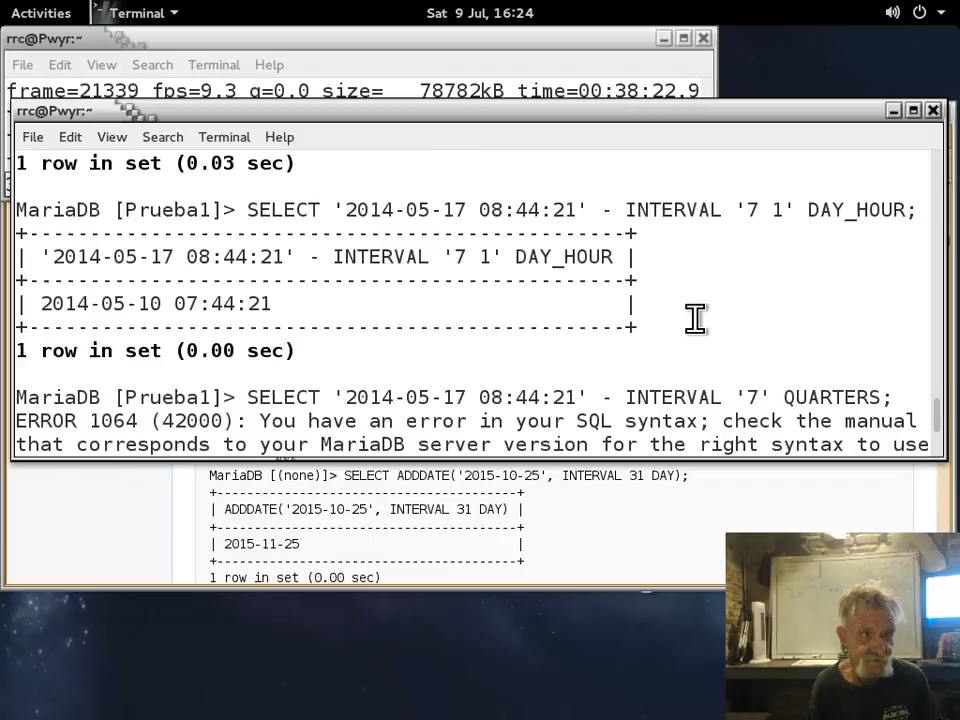 Activities
Terminal
Sat 9 Jul, 16:24
rrc@Pwyr:~
File Edit View Search Terminal Help
frame=21339 fps=9.3 q=0.0 size= 78782kB time=00:38:22.9
rrc@Pwyr:~
File Edit View Search Terminal Help
1 row in set (0.03 sec)
MariaDB [Prueba1]> SELECT '2014-05-17 08:44:21' - INTERVAL '7 1' DAY_HOUR;
+--------------------------------------------------+
| '2014-05-17 08:44:21' - INTERVAL '7 1' DAY_HOUR |
+--------------------------------------------------+
| 2014-05-10 07:44:21 |
+--------------------------------------------------+
1 row in set (0.00 sec)
MariaDB [Prueba1]> SELECT '2014-05-17 08:44:21' - INTERVAL '7' QUARTERS;
ERROR 1064 (42000): You have an error in your SQL syntax; check the manual
that corresponds to your MariaDB server version for the right syntax to use
MariaDB [(none)]> SELECT ADDDATE('2015-10-25', INTERVAL 31 DAY);
+---------------------------------------+
| ADDDATE('2015-10-25', INTERVAL 31 DAY) |
+---------------------------------------+
| 2015-11-25 |
+---------------------------------------+
1 row in set (0.00 sec)